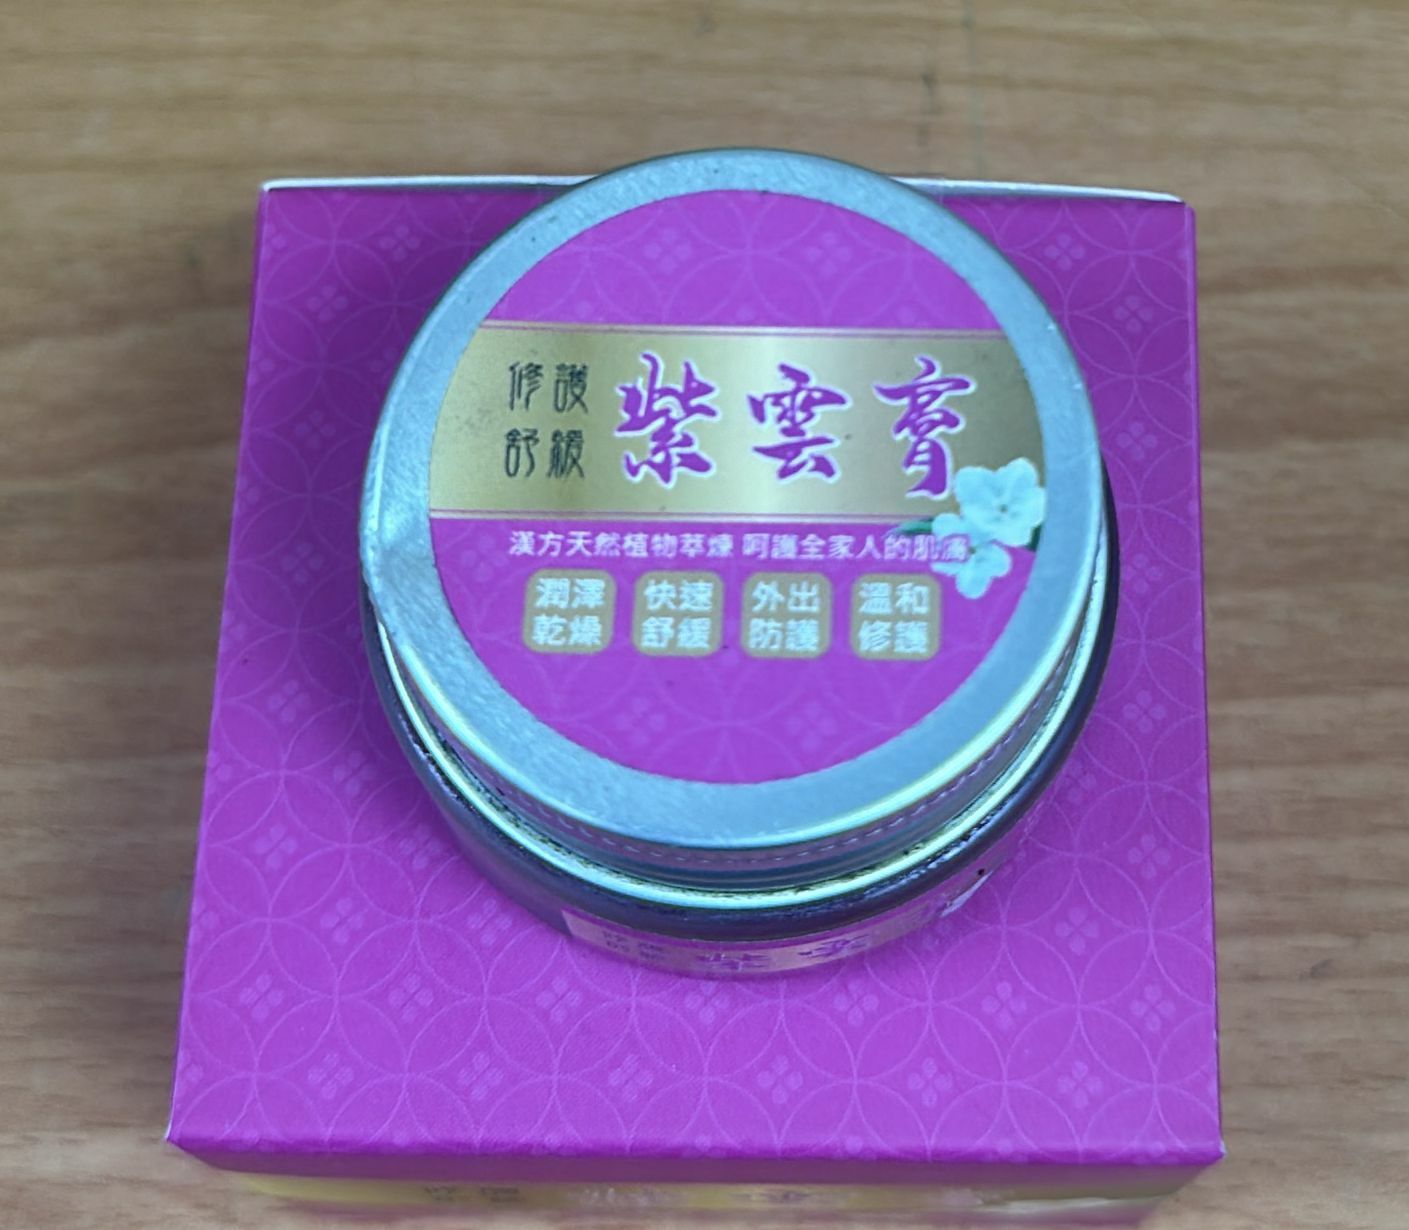 修護
舒緩
紫雲膏
漢方天然植物萃煉 呵護全家人的肌膚
潤澤
乾燥
快速
舒緩
外出
防護
溫和
修護